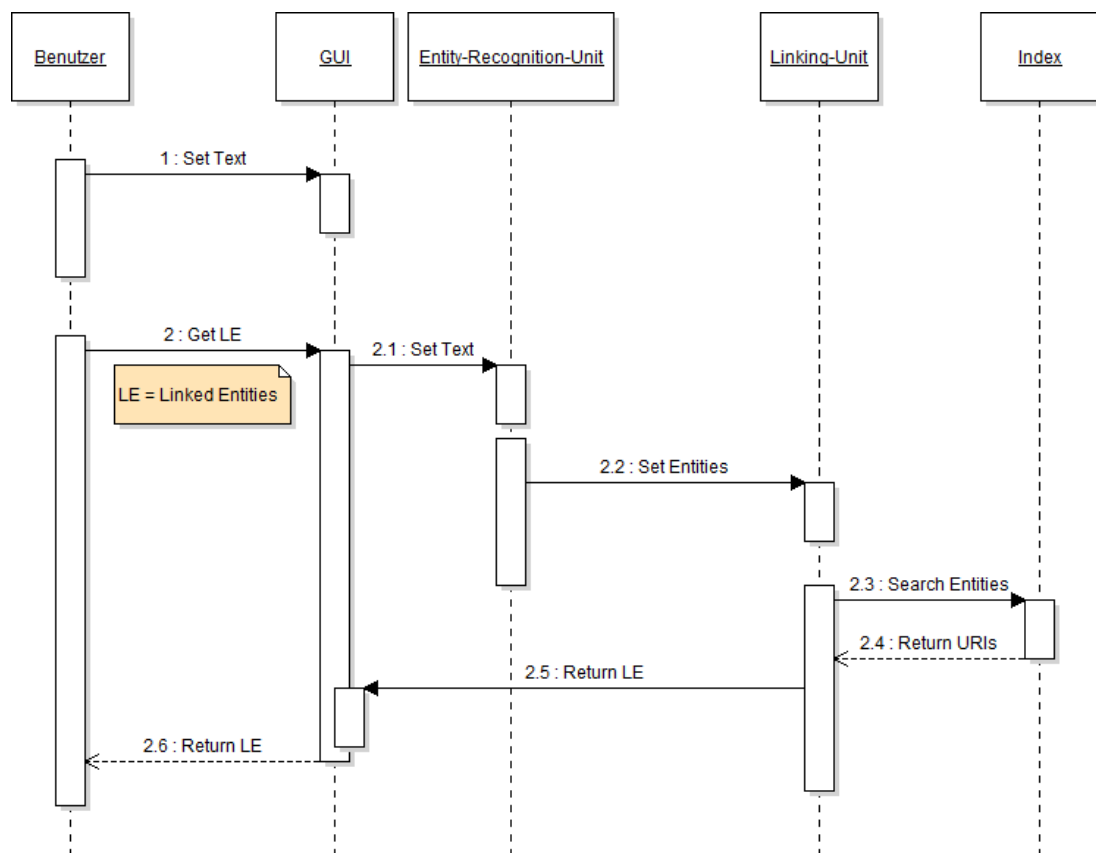 Benutzer
GUI
Entity-Recognition-Unit
Linking-Unit
Index
1 : Set Text
2 : Get LE
2.1 : Set Text
LE = Linked Entities
2.2 : Set Entities
2.3 : Search Entities
2.4 : Return URIs
2.5 : Return LE
2.6 : Return LE